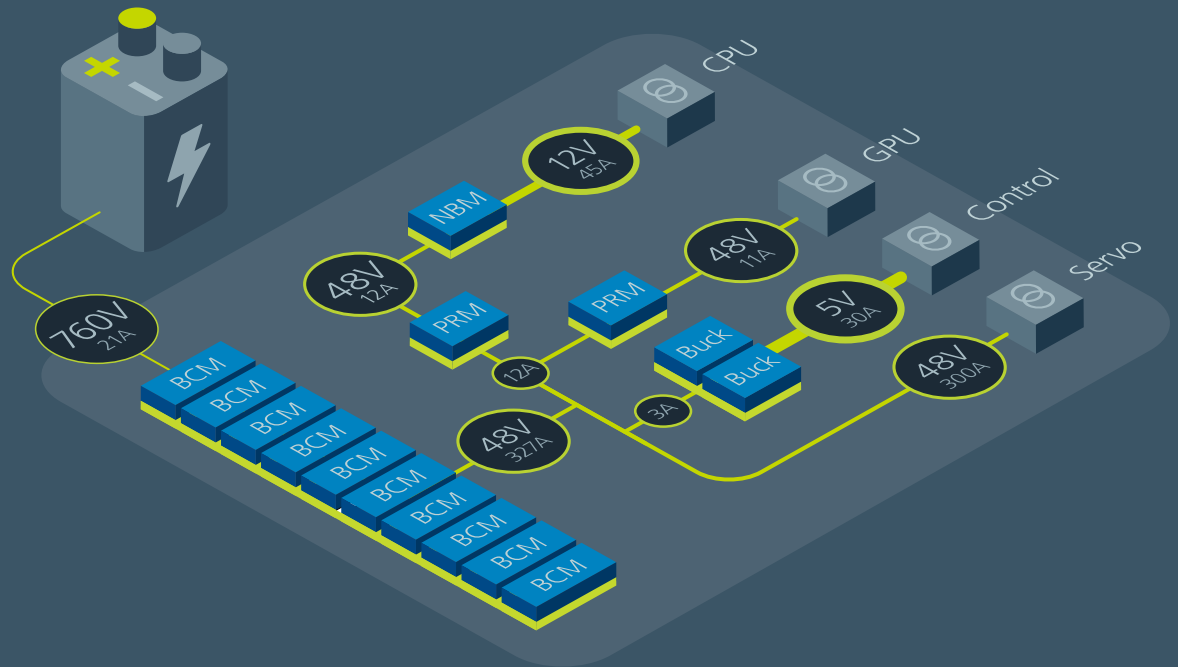 CPU
12V
45A
NBM
GPU
48V
11A
48V
12A
Control
5V
30A
Servo
PRM
PRM
12A
760V
21A
Buck
Buck
48V
300A
3A
48V
327A
BCM
BCM
BCM
BCM
BCM
BCM
BCM
BCM
BCM
BCM